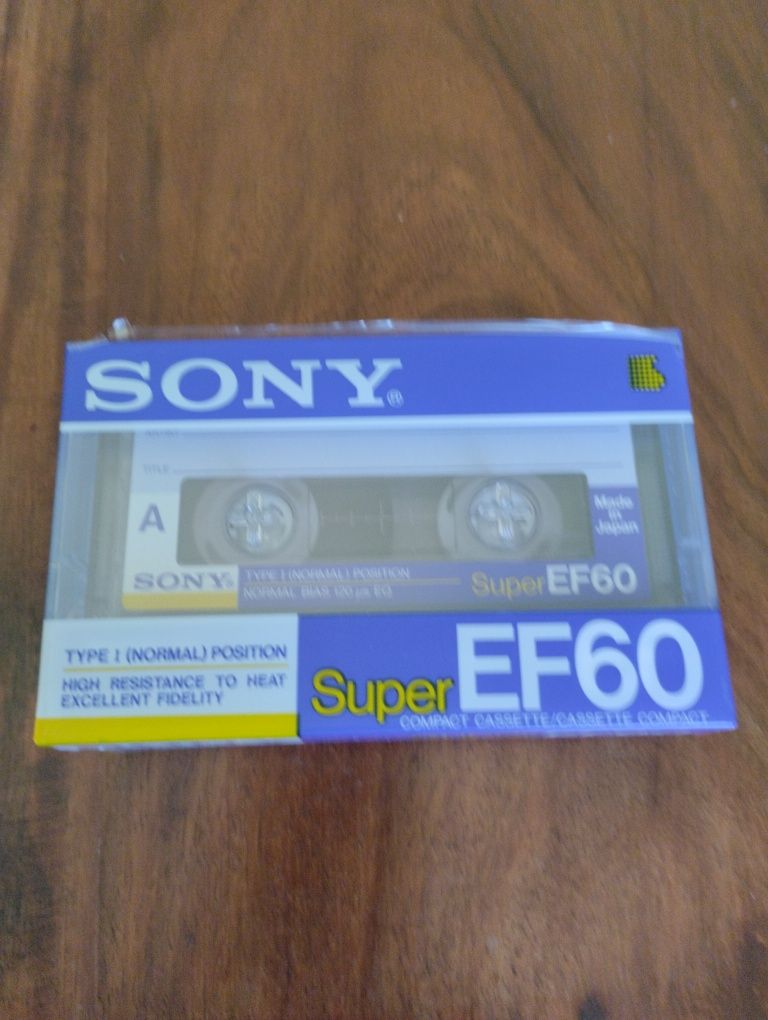 SONY®
TITLE
A
Made
in
Japan
SONY®
TYPE I (NORMAL) POSITION
NORMAL BIAS 120 μs EQ
Super EF60
TYPE I (NORMAL) POSITION
HIGH RESISTANCE TO HEAT
EXCELLENT FIDELITY
Super EF60
COMPACT CASSETTE/CASSETTE COMPACT